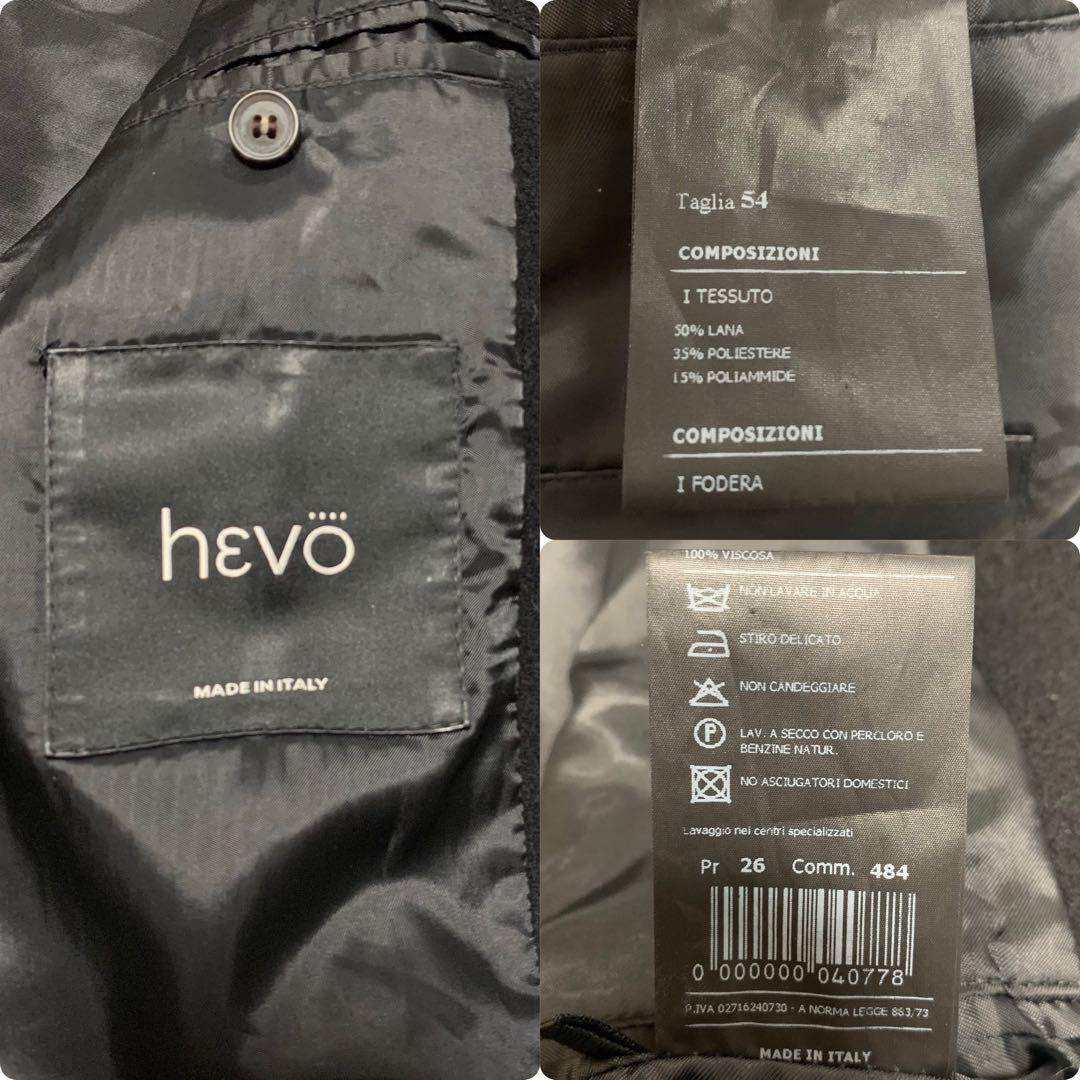 hεvö
MADE IN ITALY
Taglia 54
COMPOSIZIONI
I TESSUTO
50% LANA
35% POLIESTERE
15% POLIAMMIDE
COMPOSIZIONI
I FODERA
100% VISCOSA
NON LAVARE IN ACQUA
STIRO DELICATO
NON CANDEGGIARE
P
LAV. A SECCO CON PERCLORO E
BENZINE NATUR.
NO ASCIUGATORI DOMESTICI
Lavaggio nei centri specializzati
Pr 26 Comm. 484
0 000000 040778
P.IVA 02716240730 - A NORMA LEGGE 883/73
MADE IN ITALY